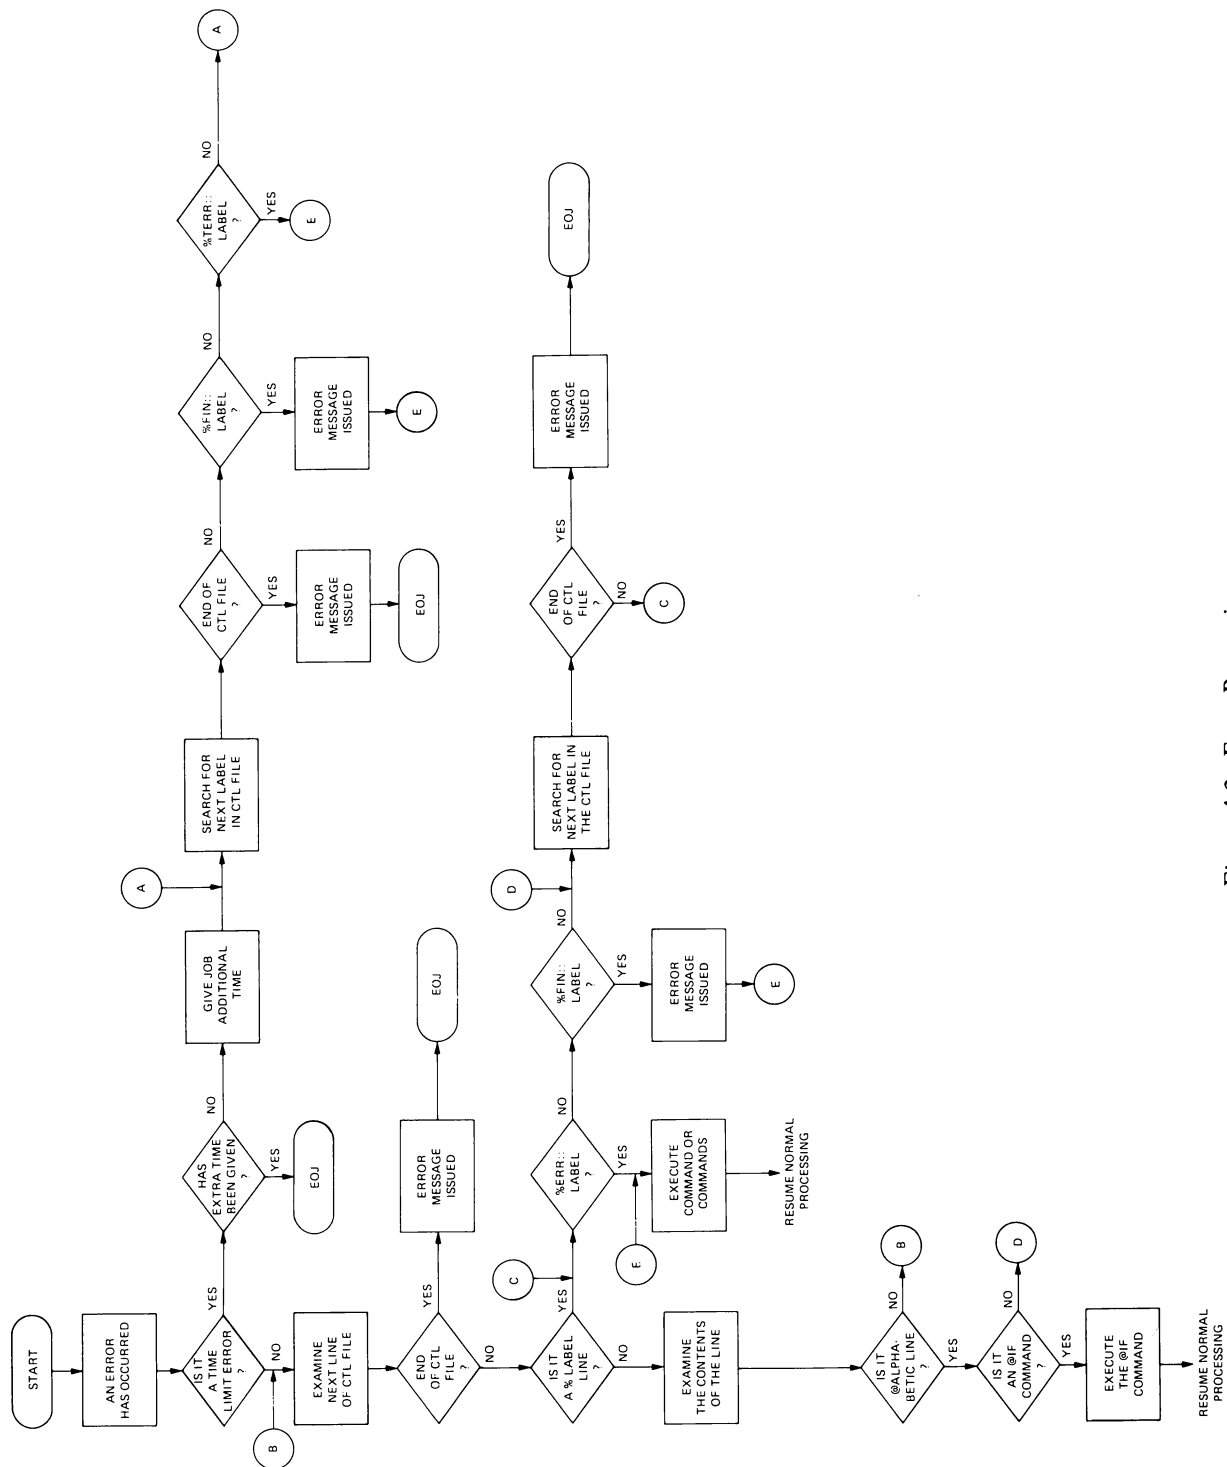 START
AN ERROR
HAS OCCURRED
IS IT
A TIME
LIMIT ERROR
?
YES
NO
B
HAS
EXTRA TIME
BEEN GIVEN
?
NO
YES
EOJ
GIVE JOB
ADDITIONAL
TIME
A
SEARCH FOR
NEXT LABEL
IN CTL FILE
END OF
CTL FILE
?
NO
YES
ERROR
MESSAGE
ISSUED
EOJ
%FIN::
LABEL
?
NO
YES
ERROR
MESSAGE
ISSUED
E
%TERR::
LABEL
?
NO
YES
E
A
EXAMINE
NEXT LINE
OF CTL FILE
END
OF CTL
FILE
?
YES
NO
ERROR
MESSAGE
ISSUED
EOJ
IS IT
A % LABEL
LINE
?
YES
NO
C
%ERR::
LABEL
?
NO
YES
E
EXECUTE
COMMAND OR
COMMANDS
RESUME NORMAL
PROCESSING
%FIN::
LABEL
?
NO
YES
ERROR
MESSAGE
ISSUED
E
D
SEARCH FOR
NEXT LABEL IN
THE CTL FILE
END
OF CTL
FILE
?
YES
NO
C
ERROR
MESSAGE
ISSUED
EOJ
EXAMINE
THE CONTENTS
OF THE LINE
IS IT
@ALPHA-
BETIC LINE
?
NO
YES
B
IS IT
AN @IF
COMMAND
?
NO
YES
D
EXECUTE
THE @IF
COMMAND
RESUME NORMAL
PROCESSING